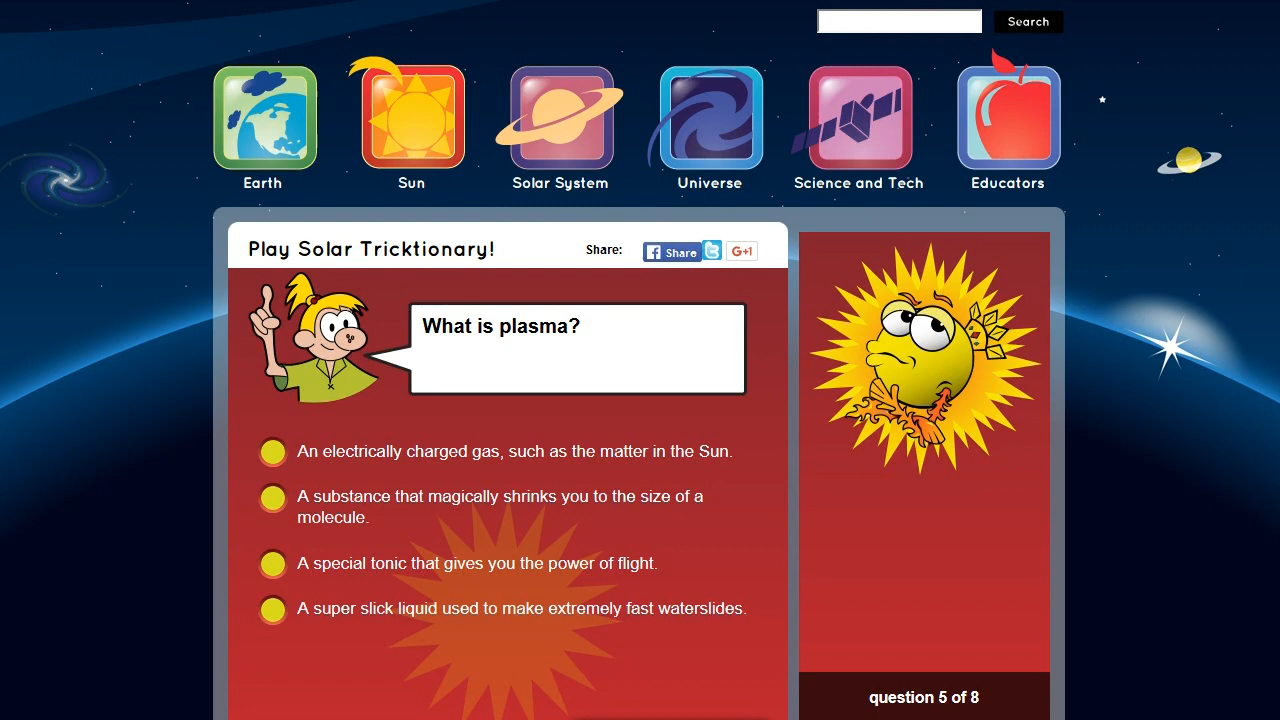 Search
Earth
Sun
Solar System
Universe
Science and Tech
Educators
Play Solar Tricktionary!
Share:
Share
G+1
What is plasma?
An electrically charged gas, such as the matter in the Sun.
A substance that magically shrinks you to the size of a
molecule.
A special tonic that gives you the power of flight.
A super slick liquid used to make extremely fast waterslides.
question 5 of 8